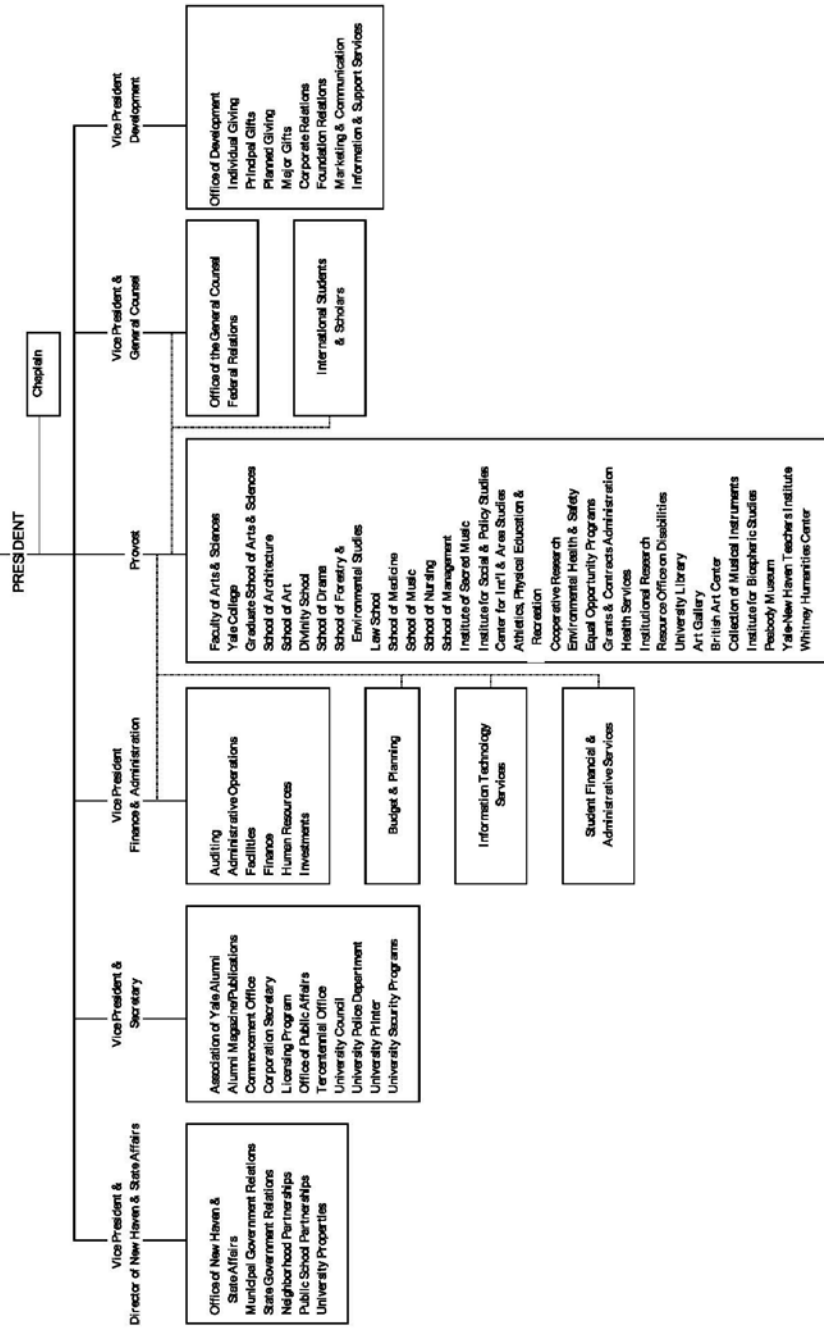 PRESIDENT
Chaplain
Vice President &
Director of New Haven & State Affairs
Vice President &
Secretary
Vice President
Finance & Administration
Provost
Vice President &
General Counsel
Vice President
Development
Office of New Haven &
State Affairs
Municipal Government Relations
State Government Relations
Neighborhood Partnerships
Public School Partnerships
University Properties
Association of Yale Alumni
Alumni Magazine/Publications
Commencement Office
Corporation Secretary
Licensing Program
Office of Public Affairs
Tercentennial Office
University Council
University Police Department
University Printer
University Security Programs
Auditing
Administrative Operations
Facilities
Finance
Human Resources
Investments
Budget & Planning
Information Technology
Services
Student Financial &
Administrative Services
Faculty of Arts & Sciences
Yale College
Graduate School of Arts & Sciences
School of Architecture
School of Art
Divinity School
School of Drama
School of Forestry &
Environmental Studies
Law School
School of Medicine
School of Music
School of Nursing
School of Management
Institute of Sacred Music
Institute for Social & Policy Studies
Center for Int'l & Area Studies
Athletics, Physical Education &
Recreation
Cooperative Research
Environmental Health & Safety
Equal Opportunity Programs
Grants & Contracts Administration
Health Services
Institutional Research
Resource Office on Disabilities
University Library
Art Gallery
British Art Center
Collection of Musical Instruments
Institute for Biospheric Studies
Peabody Museum
Yale-New Haven Teachers Institute
Whitney Humanities Center
Office of the General Counsel
Federal Relations
International Students
& Scholars
Office of Development
Individual Giving
Principal Gifts
Planned Giving
Major Gifts
Corporate Relations
Foundation Relations
Marketing & Communication
Information & Support Services